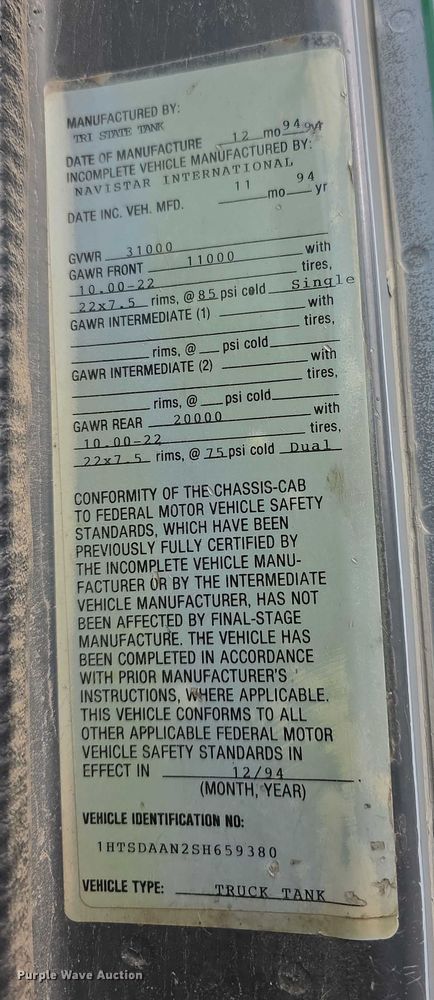 MANUFACTURED BY:
TRI STATE TANK
DATE OF MANUFACTURE 12 mo 94 yr
INCOMPLETE VEHICLE MANUFACTURED BY:
NAVISTAR INTERNATIONAL
DATE INC. VEH. MFD. 11 mo 94 yr
GVWR 31000
GAWR FRONT 11000 with
10.00-22 tires,
22x7.5 rims, @ 85 psi cold Single
GAWR INTERMEDIATE (1) with
tires,
rims, @ psi cold
GAWR INTERMEDIATE (2) with
tires,
rims, @ psi cold
GAWR REAR 20000 with
10.00-22 tires,
22x7.5 rims, @ 75 psi cold Dual
CONFORMITY OF THE CHASSIS-CAB
TO FEDERAL MOTOR VEHICLE SAFETY
STANDARDS, WHICH HAVE BEEN
PREVIOUSLY FULLY CERTIFIED BY
THE INCOMPLETE VEHICLE MANU-
FACTURER OR BY THE INTERMEDIATE
VEHICLE MANUFACTURER, HAS NOT
BEEN AFFECTED BY FINAL-STAGE
MANUFACTURE. THE VEHICLE HAS
BEEN COMPLETED IN ACCORDANCE
WITH PRIOR MANUFACTURER'S
INSTRUCTIONS, WHERE APPLICABLE.
THIS VEHICLE CONFORMS TO ALL
OTHER APPLICABLE FEDERAL MOTOR
VEHICLE SAFETY STANDARDS IN
EFFECT IN 12/94
(MONTH, YEAR)
VEHICLE IDENTIFICATION NO:
1HTSDAAN2SH659380
VEHICLE TYPE: TRUCK TANK
Purple Wave Auction